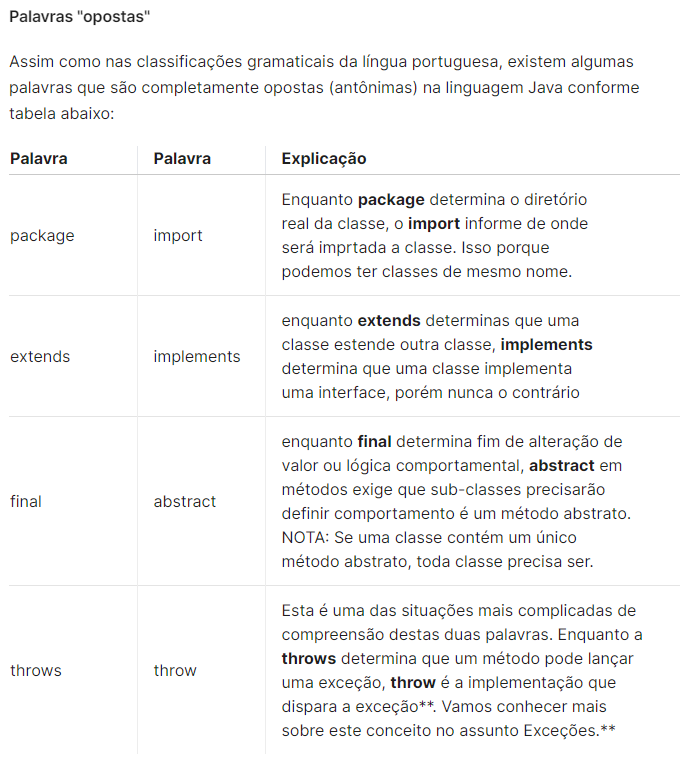 Palavras "opostas"
Assim como nas classificações gramaticais da língua portuguesa, existem algumas
palavras que são completamente opostas (antônimas) na linguagem Java conforme
tabela abaixo:
Palavra Palavra Explicação
Enquanto package determina o diretório
real da classe, o import informe de onde
package import
será imprtada a classe. Isso porque
podemos ter classes de mesmo nome.
enquanto extends determinas que uma
classe estende outra classe, implements
extends implements
determina que uma classe implementa
uma interface, porém nunca o contrário
enquanto final determina fim de alteração de
valor ou lógica comportamental, abstract em
métodos exige que sub-classes precisarão
final abstract
definir comportamento é um método abstrato.
NOTA: Se uma classe contém um único
método abstrato, toda classe precisa ser.
Esta é uma das situações mais complicadas de
compreensão destas duas palavras. Enquanto a
throws determina que um método pode lançar
throws throw
uma exceção, throw é a implementação que
dispara a exceção**. Vamos conhecer mais
sobre este conceito no assunto Exceções.**